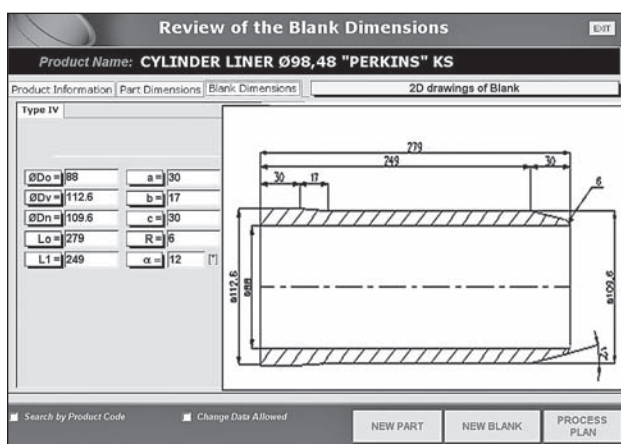 Review of the Blank Dimensions
EXIT
Product Name: CYLINDER LINER Ø98,48 "PERKINS" KS
Product Information Part Dimensions Blank Dimensions 2D drawings of Blank
Type IV
ØDo = 88 a = 30
ØDv = 112.6 b = 17
ØDn = 109.6 c = 30
Lo = 279 R = 6
L1 = 249 α = 12 [°]
279
249 30
30 17
6
ø112.6
ø88
ø109.6
Search by Product Code Change Data Allowed
NEW PART NEW BLANK PROCESS PLAN